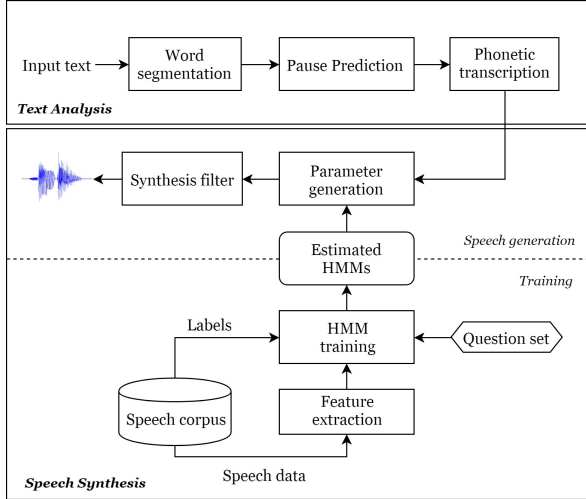 Input text
Word
segmentation
Pause Prediction
Phonetic
transcription
Text Analysis
Synthesis filter
Parameter
generation
Estimated
HMMs
Speech generation
Training
Labels
HMM
training
Question set
Speech corpus
Feature
extraction
Speech data
Speech Synthesis